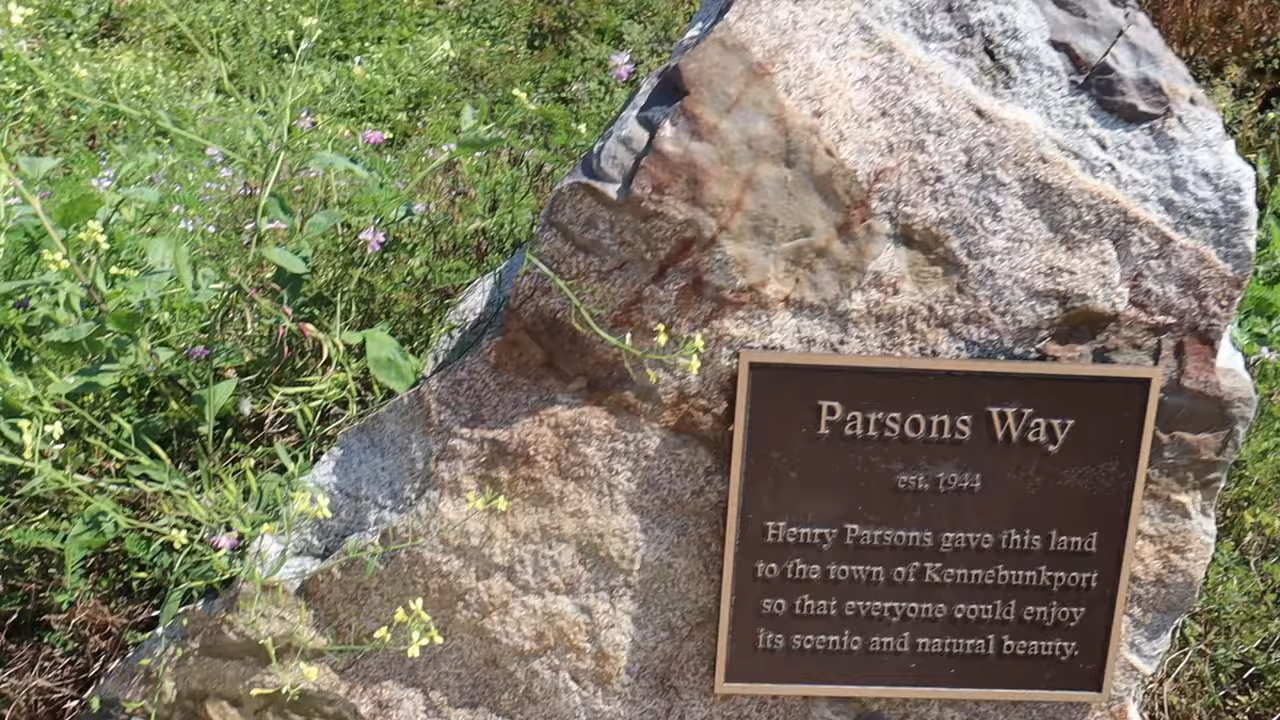 Parsons Way
est. 1944
Henry Parsons gave this land
to the town of Kennebunkport
so that everyone could enjoy
its scenic and natural beauty.